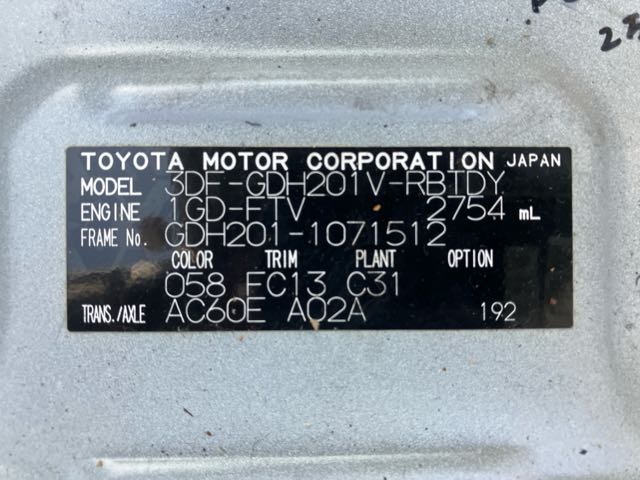 TOYOTA MOTOR CORPORATION JAPAN
MODEL 3DF-GDH201V-RBTDY
ENGINE 1GD-FTV 2754 mL
FRAME No. GDH201-1071512
COLOR TRIM PLANT OPTION
058 EC13 C31
TRANS./AXLE AC60E A02A 192